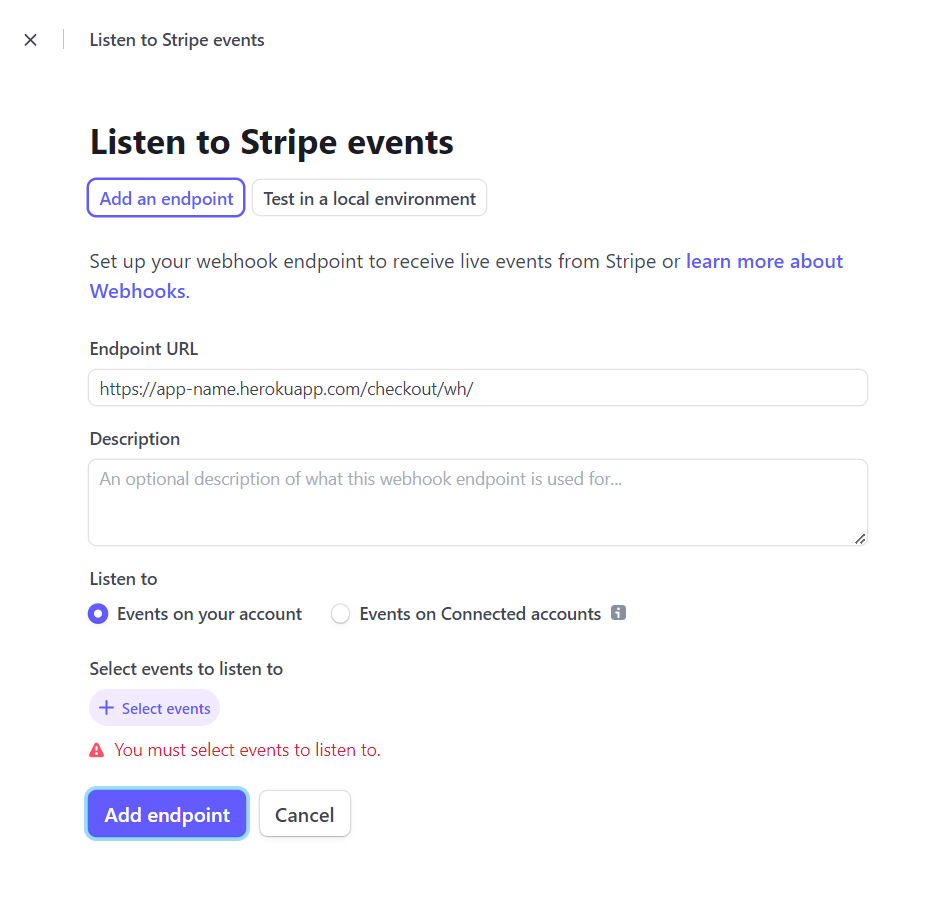 Listen to Stripe events
Listen to Stripe events
Add an endpoint
Test in a local environment
Set up your webhook endpoint to receive live events from Stripe or learn more about
Webhooks.
Endpoint URL
https://app-name.herokuapp.com/checkout/wh/
Description
An optional description of what this webhook endpoint is used for...
Listen to
Events on your account
Events on Connected accounts
Select events to listen to
+ Select events
You must select events to listen to.
Add endpoint
Cancel